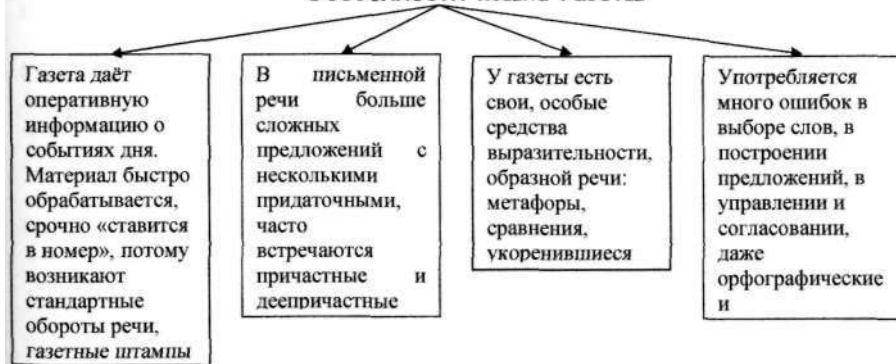 Газета даёт
оперативную
информацию о
событиях дня.
Материал быстро
обрабатывается,
срочно «ставится
в номер», потому
возникают
стандартные
обороты речи,
газетные штампы
В письменной
речи больше
сложных
предложений с
несколькими
придаточными,
часто
встречаются
причастные и
деепричастные
У газеты есть
свои, особые
средства
выразительности,
образной речи:
метафоры,
сравнения,
укоренившиеся
Употребляется
много ошибок в
выборе слов, в
построении
предложений, в
управлении и
согласовании,
даже
орфографические
и